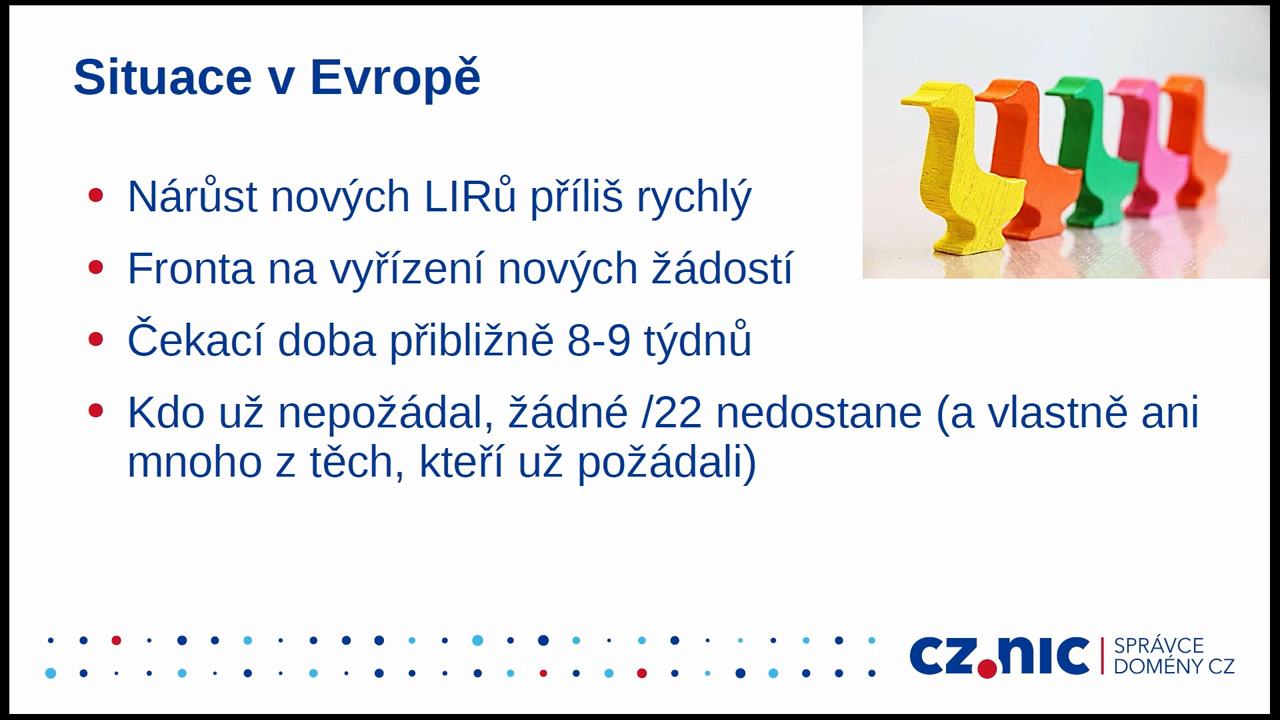 Situace v Evropě
Nárůst nových LIRů příliš rychlý
Fronta na vyřízení nových žádostí
Čekací doba přibližně 8-9 týdnů
Kdo už nepožádal, žádné /22 nedostane (a vlastně ani
mnoho z těch, kteří už požádali)
cz.nic
SPRÁVCE
DOMÉNY CZ